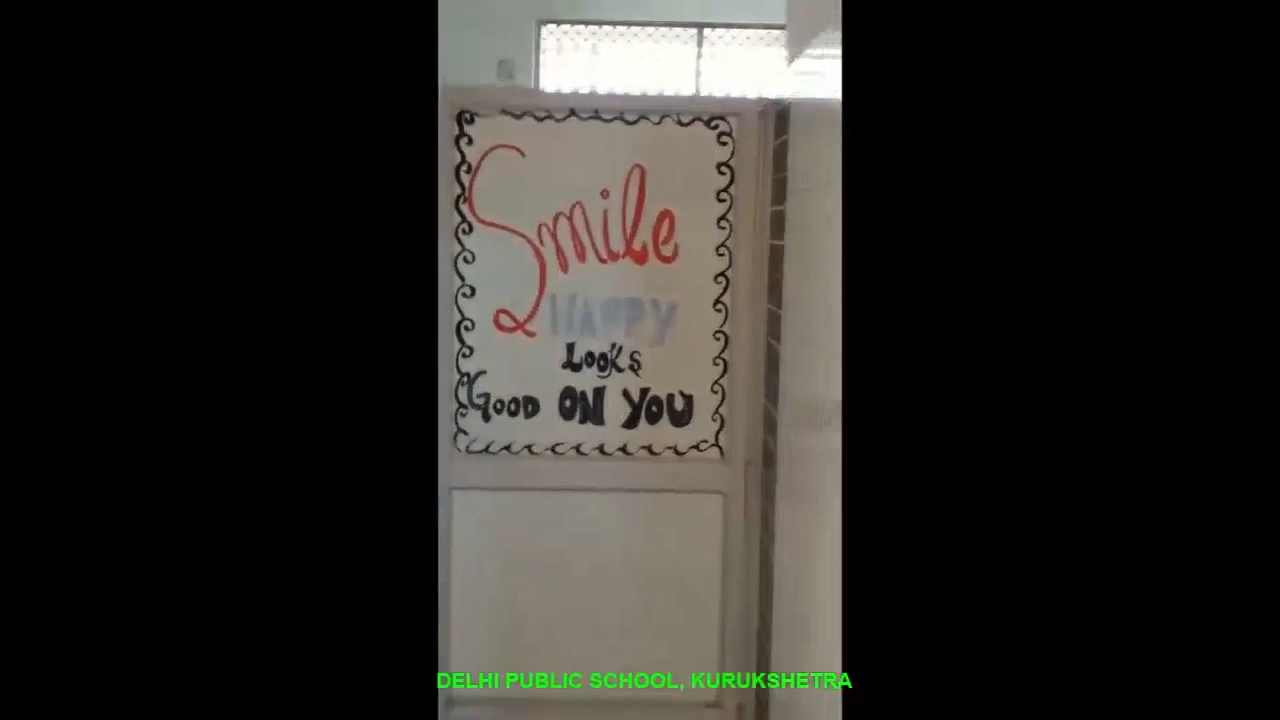 Smile
HAPPY
Looks
Good ON YOU
DELHI PUBLIC SCHOOL, KURUKSHETRA